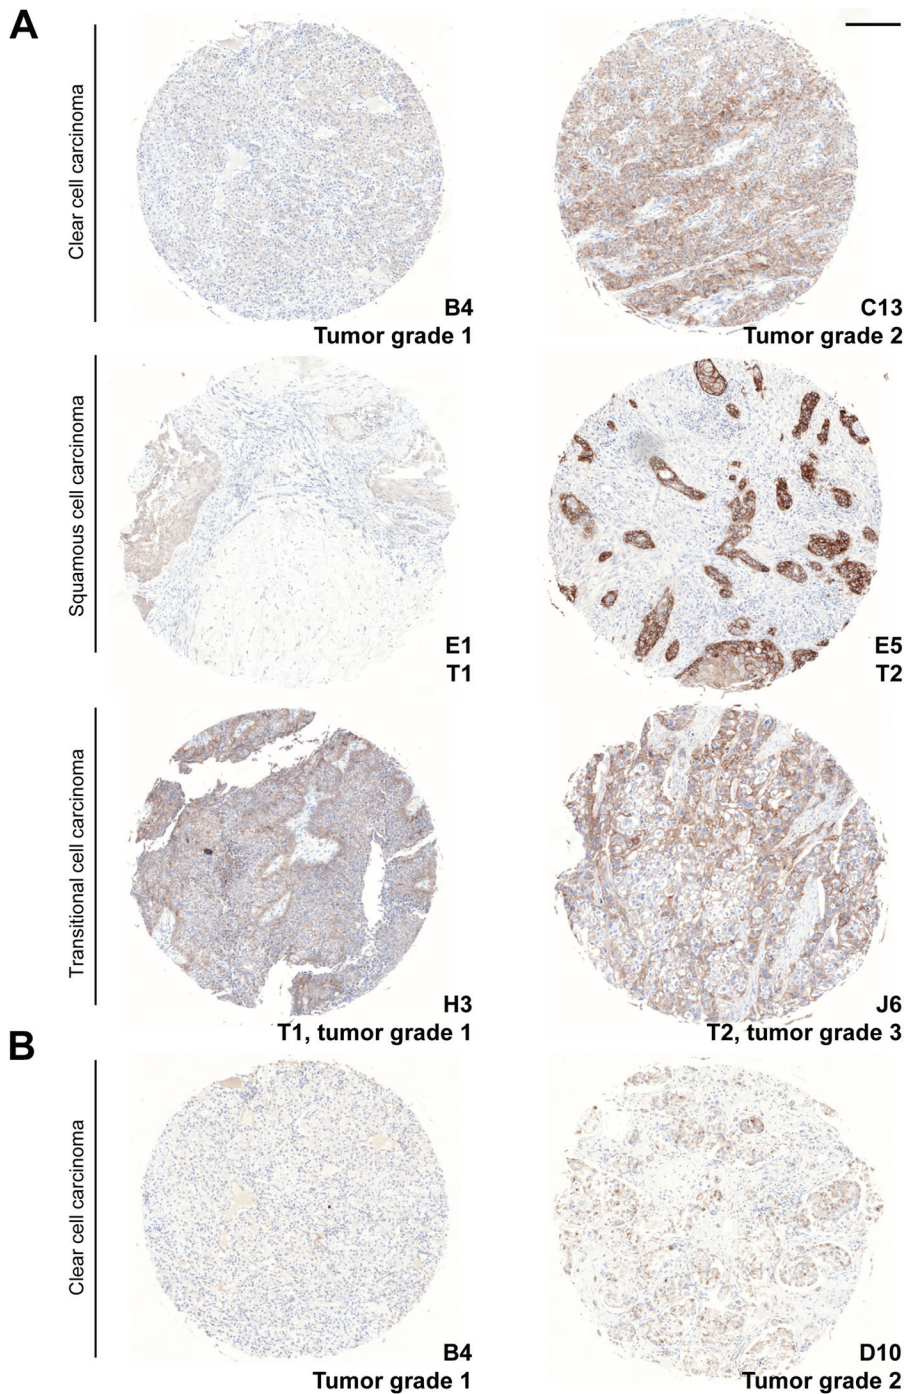 A
Clear cell carcinoma
B4
Tumor grade 1
C13
Tumor grade 2
Squamous cell carcinoma
E1
T1
E5
T2
Transitional cell carcinoma
H3
T1, tumor grade 1
J6
T2, tumor grade 3
B
Clear cell carcinoma
B4
Tumor grade 1
D10
Tumor grade 2